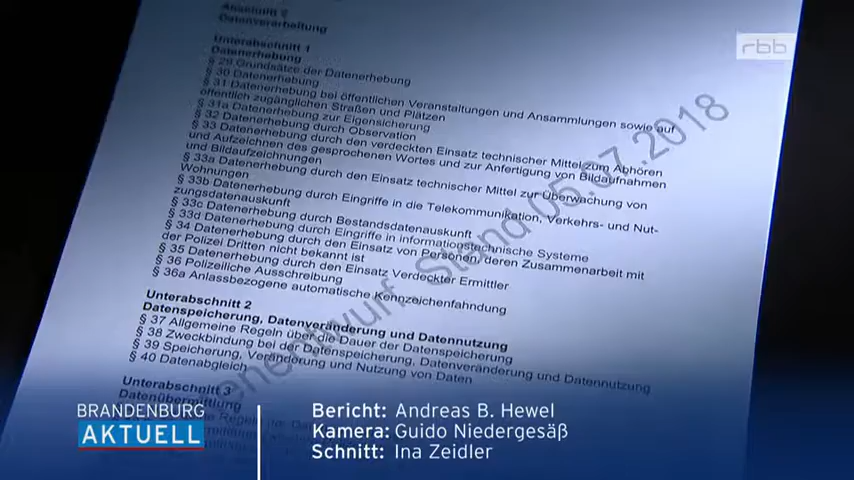 Abschnitt 2
Datenverarbeitung
Unterabschnitt 1
Datenerhebung
§ 29 Grundsätze der Datenerhebung
§ 30 Datenerhebung
§ 31 Datenerhebung bei öffentlichen Veranstaltungen und Ansammlungen sowie auf
öffentlich zugänglichen Straßen und Plätzen
§ 31a Datenerhebung zur Eigensicherung
§ 32 Datenerhebung durch Observation
§ 33 Datenerhebung durch den verdeckten Einsatz technischer Mittel zum Abhören
und Aufzeichnen des gesprochenen Wortes und zur Anfertigung von Bildaufnahmen
und Bildaufzeichnungen
§ 33a Datenerhebung durch den Einsatz technischer Mittel zur Überwachung von
Wohnungen
§ 33b Datenerhebung durch Eingriffe in die Telekommunikation, Verkehrs- und Nut-
zungsdatenauskunft
§ 33c Datenerhebung durch Bestandsdatenauskunft
§ 33d Datenerhebung durch Eingriffe in informationstechnische Systeme
§ 34 Datenerhebung durch den Einsatz von Personen, deren Zusammenarbeit mit
der Polizei Dritten nicht bekannt ist
§ 35 Datenerhebung durch den Einsatz Verdeckter Ermittler
§ 36 Polizeiliche Ausschreibung
§ 36a Anlassbezogene automatische Kennzeichenfahndung
Unterabschnitt 2
Datenspeicherung, Datenveränderung und Datennutzung
§ 37 Allgemeine Regeln über die Dauer der Datenspeicherung
§ 38 Zweckbindung bei der Datenspeicherung, Datenveränderung und Datennutzung
§ 39 Speicherung, Veränderung und Nutzung von Daten
§ 40 Datenabgleich
Unterabschnitt 3
Datenübermittlung
Stand 05.07.2018
rbb
BRANDENBURG
AKTUELL
Bericht: Andreas B. Hewel
Kamera: Guido Niedergesäß
Schnitt: Ina Zeidler